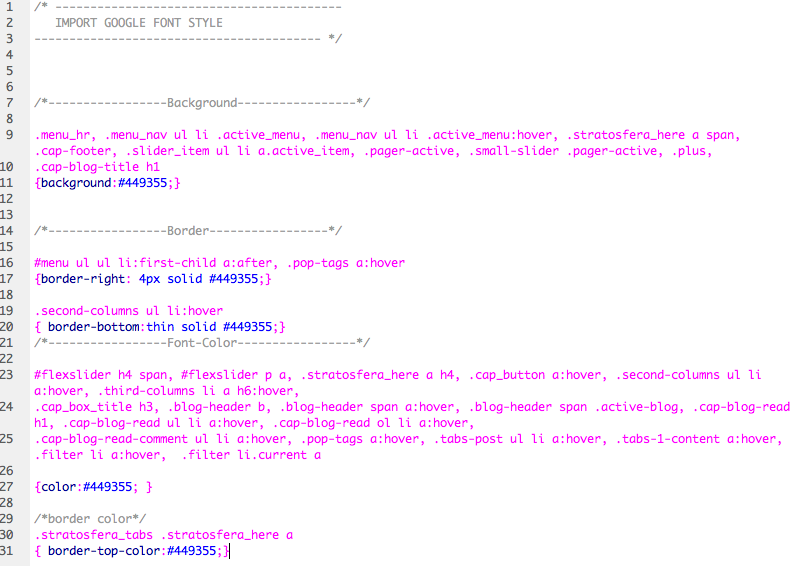 1 /* -----------------------------------------
2 IMPORT GOOGLE FONT STYLE
3 ----------------------------------------- */
4
5
6
7 /*-----------------Background-----------------*/
8
9 .menu_hr, .menu_nav ul li .active_menu, .menu_nav ul li .active_menu:hover, .stratosfera_here a span,
.cap-footer, .slider_item ul li a.active_item, .pager-active, .small-slider .pager-active, .plus,
10 .cap-blog-title h1
11 {background:#449355;}
12
13
14 /*-----------------Border-----------------*/
15
16 #menu ul ul li:first-child a:after, .pop-tags a:hover
17 {border-right: 4px solid #449355;}
18
19 .second-columns ul li:hover
20 { border-bottom:thin solid #449355;}
21 /*-----------------Font-Color-----------------*/
22
23 #flexslider h4 span, #flexslider p a, .stratosfera_here a h4, .cap_button a:hover, .second-columns ul li
a:hover, .third-columns li a h6:hover,
24 .cap_box_title h3, .blog-header b, .blog-header span a:hover, .blog-header span .active-blog, .cap-blog-read
h1, .cap-blog-read ul li a:hover, .cap-blog-read ol li a:hover,
25 .cap-blog-read-comment ul li a:hover, .pop-tags a:hover, .tabs-post ul li a:hover, .tabs-1-content a:hover,
.filter li a:hover,  .filter li.current a
26
27 {color:#449355; }
28
29 /*border color*/
30 .stratosfera_tabs .stratosfera_here a
31 { border-top-color:#449355;}